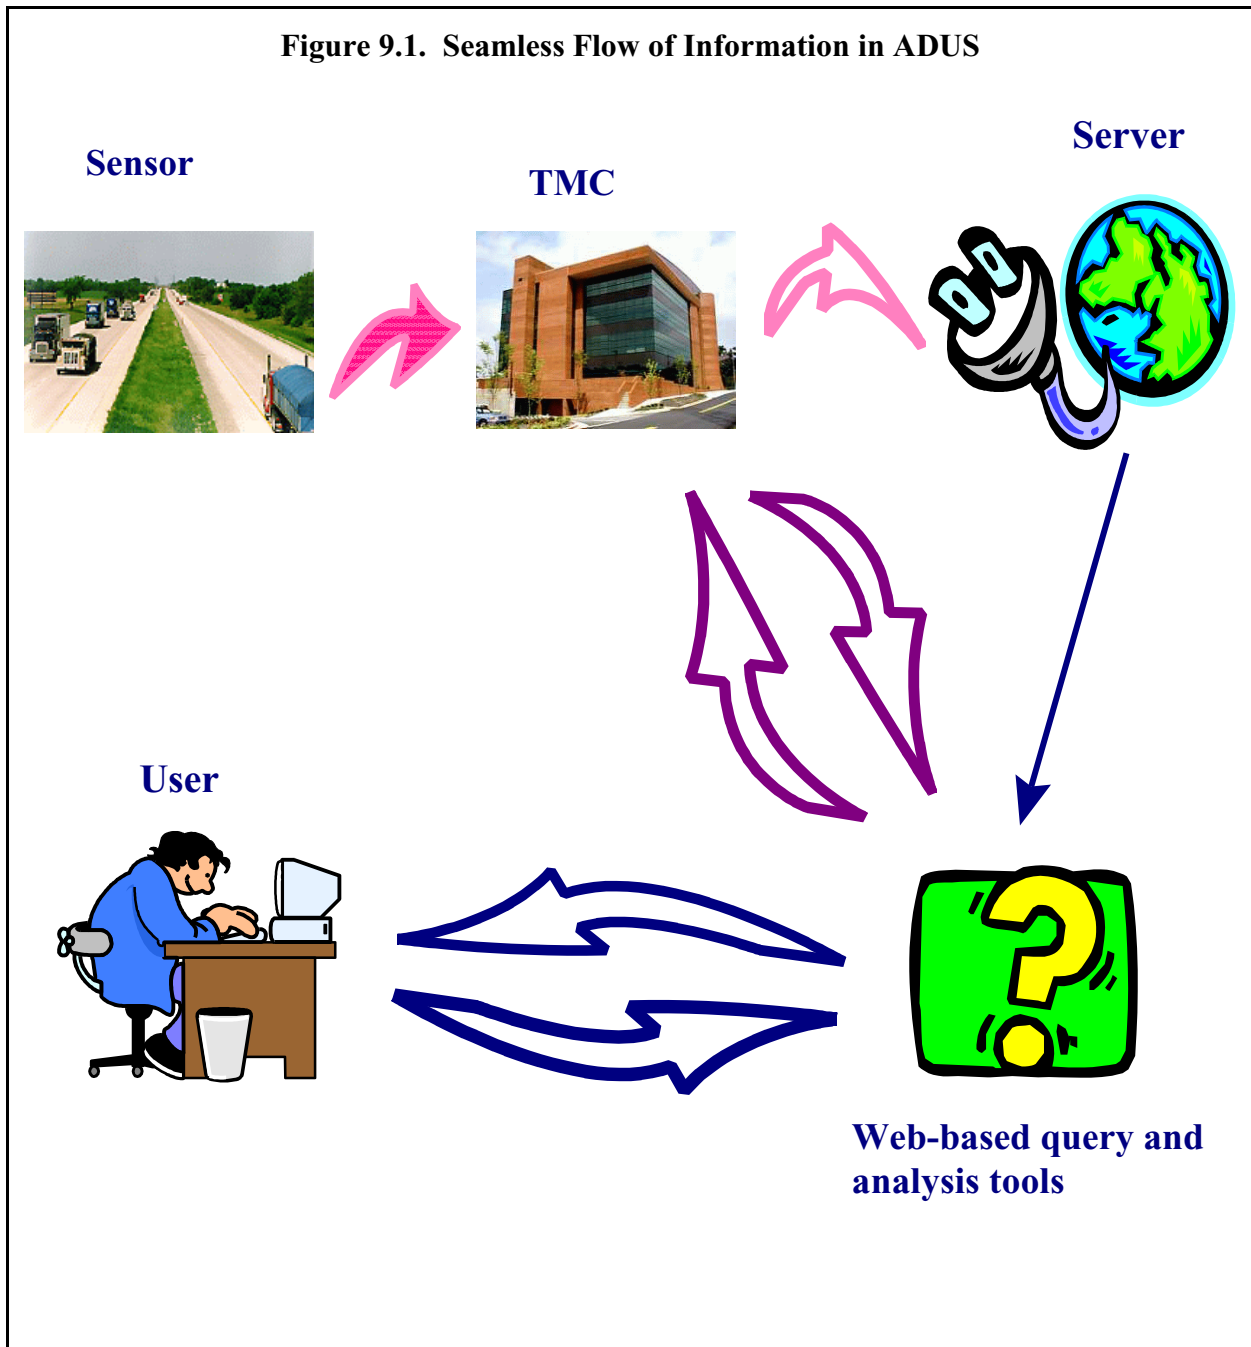 Figure 9.1.  Seamless Flow of Information in ADUS
Server
Sensor
TMC
User
Web-based query and
analysis tools